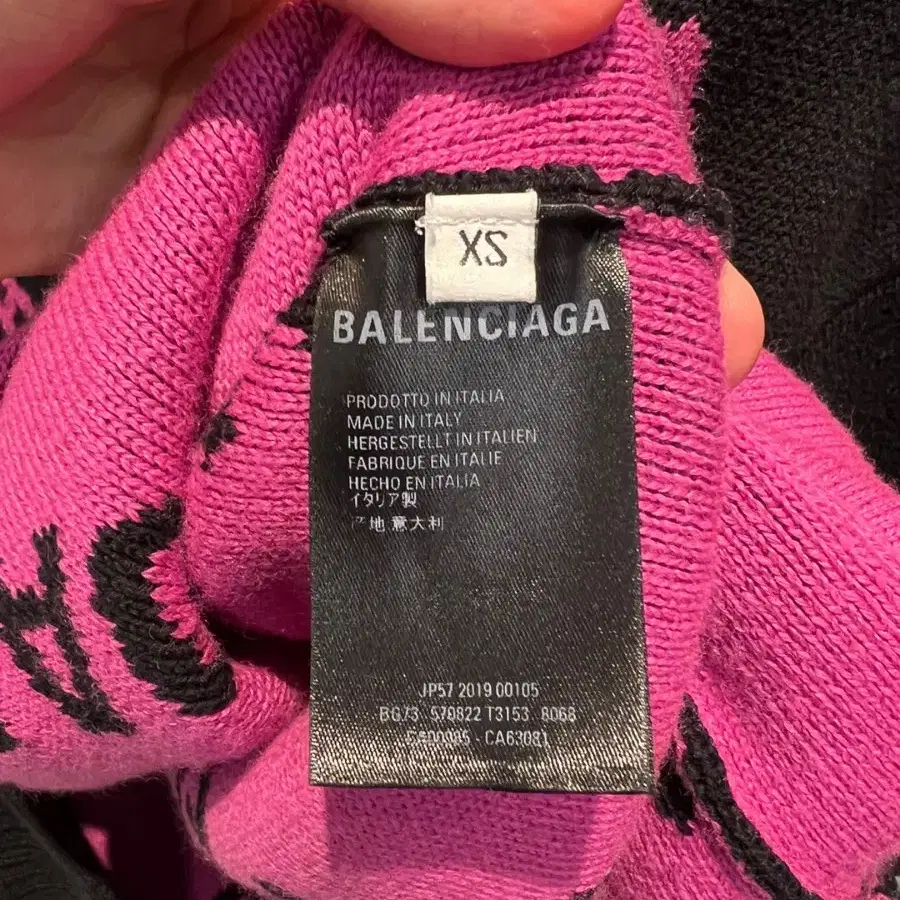 XS
BALENCIAGA
PRODOTTO IN ITALIA
MADE IN ITALY
HERGESTELLT IN ITALIEN
FABRIQUE EN ITALIE
HECHO EN ITALIA
イタリア製
产地 意大利
JP57 2019 00105
BG73 570822 T3153 8068
CA63081